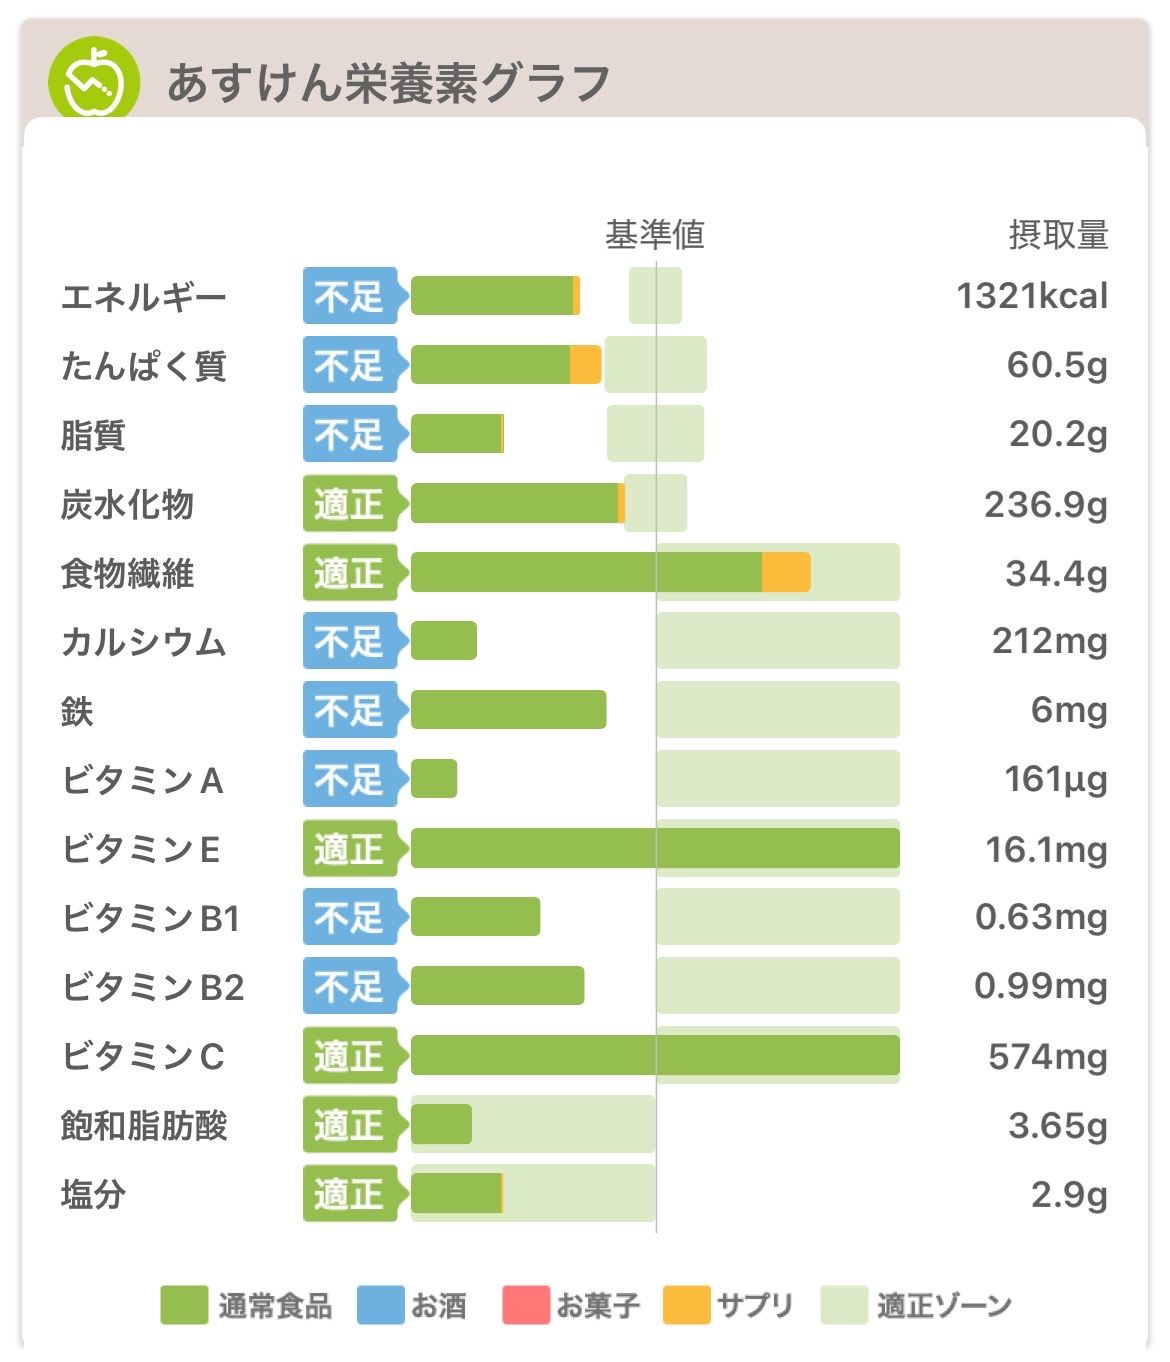 あすけん栄養素グラフ
基準値 摂取量
エネルギー 不足 1321kcal
たんぱく質 不足 60.5g
脂質 不足 20.2g
炭水化物 適正 236.9g
食物繊維 適正 34.4g
カルシウム 不足 212mg
鉄 不足 6mg
ビタミンA 不足 161μg
ビタミンE 適正 16.1mg
ビタミンB1 不足 0.63mg
ビタミンB2 不足 0.99mg
ビタミンC 適正 574mg
飽和脂肪酸 適正 3.65g
塩分 適正 2.9g
通常食品 お酒 お菓子 サプリ 適正ゾーン